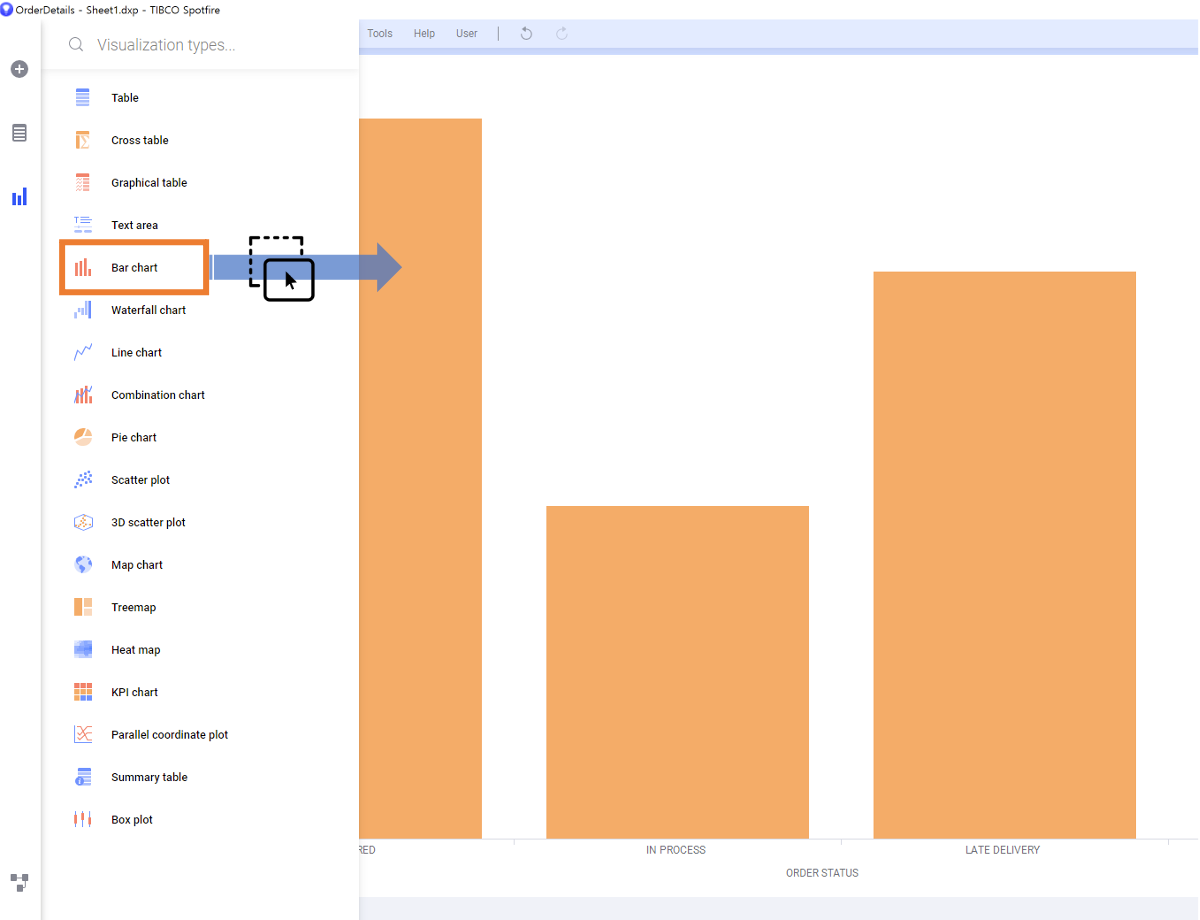 OrderDetails - Sheet1.dxp - TIBCO Spotfire
Visualization types...
Tools Help User
Table
Cross table
Graphical table
Text area
Bar chart
Waterfall chart
Line chart
Combination chart
Pie chart
Scatter plot
3D scatter plot
Map chart
Treemap
Heat map
KPI chart
Parallel coordinate plot
Summary table
Box plot
RED IN PROCESS LATE DELIVERY
ORDER STATUS